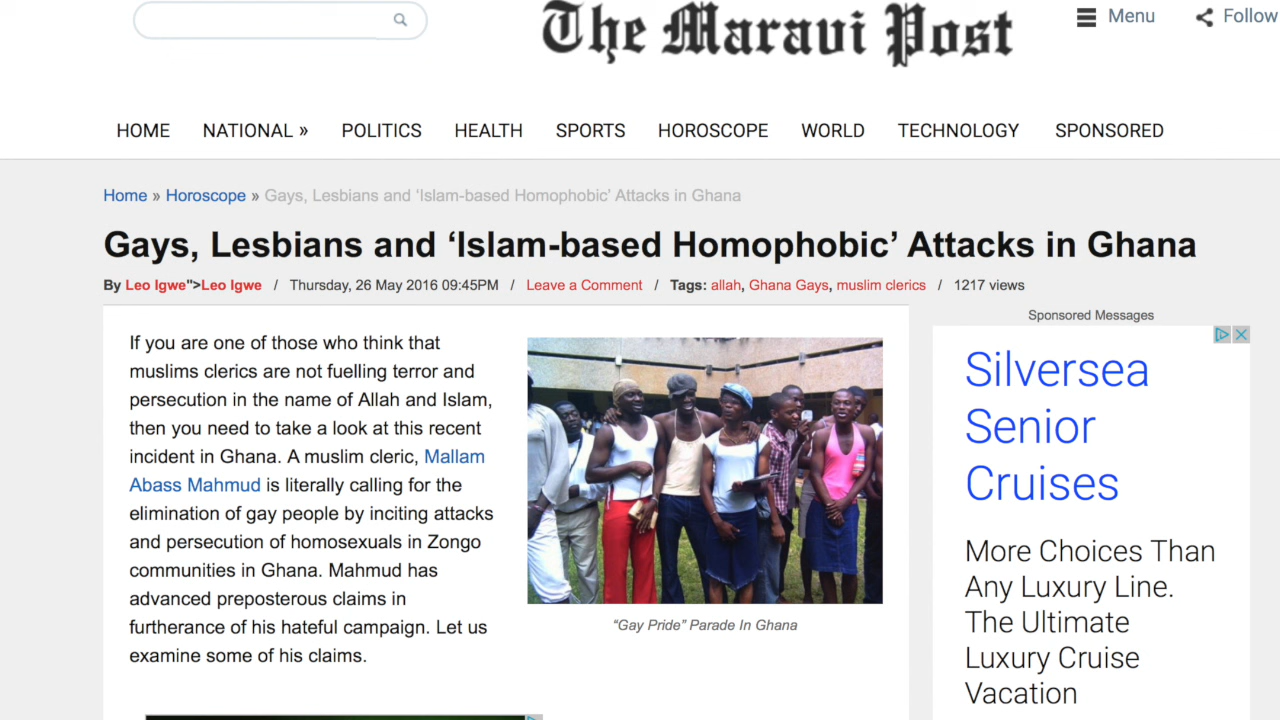 The Maravi Post
Menu
Follow
HOME NATIONAL » POLITICS HEALTH SPORTS HOROSCOPE WORLD TECHNOLOGY SPONSORED
Home » Horoscope » Gays, Lesbians and ‘Islam-based Homophobic’ Attacks in Ghana
Gays, Lesbians and ‘Islam-based Homophobic’ Attacks in Ghana
By Leo Igwe">Leo Igwe / Thursday, 26 May 2016 09:45PM / Leave a Comment / Tags: allah, Ghana Gays, muslim clerics / 1217 views
If you are one of those who think that
muslims clerics are not fuelling terror and
persecution in the name of Allah and Islam,
then you need to take a look at this recent
incident in Ghana. A muslim cleric, Mallam
Abass Mahmud is literally calling for the
elimination of gay people by inciting attacks
and persecution of homosexuals in Zongo
communities in Ghana. Mahmud has
advanced preposterous claims in
furtherance of his hateful campaign. Let us
examine some of his claims.
“Gay Pride” Parade In Ghana
Sponsored Messages
Silversea
Senior
Cruises
More Choices Than
Any Luxury Line.
The Ultimate
Luxury Cruise
Vacation